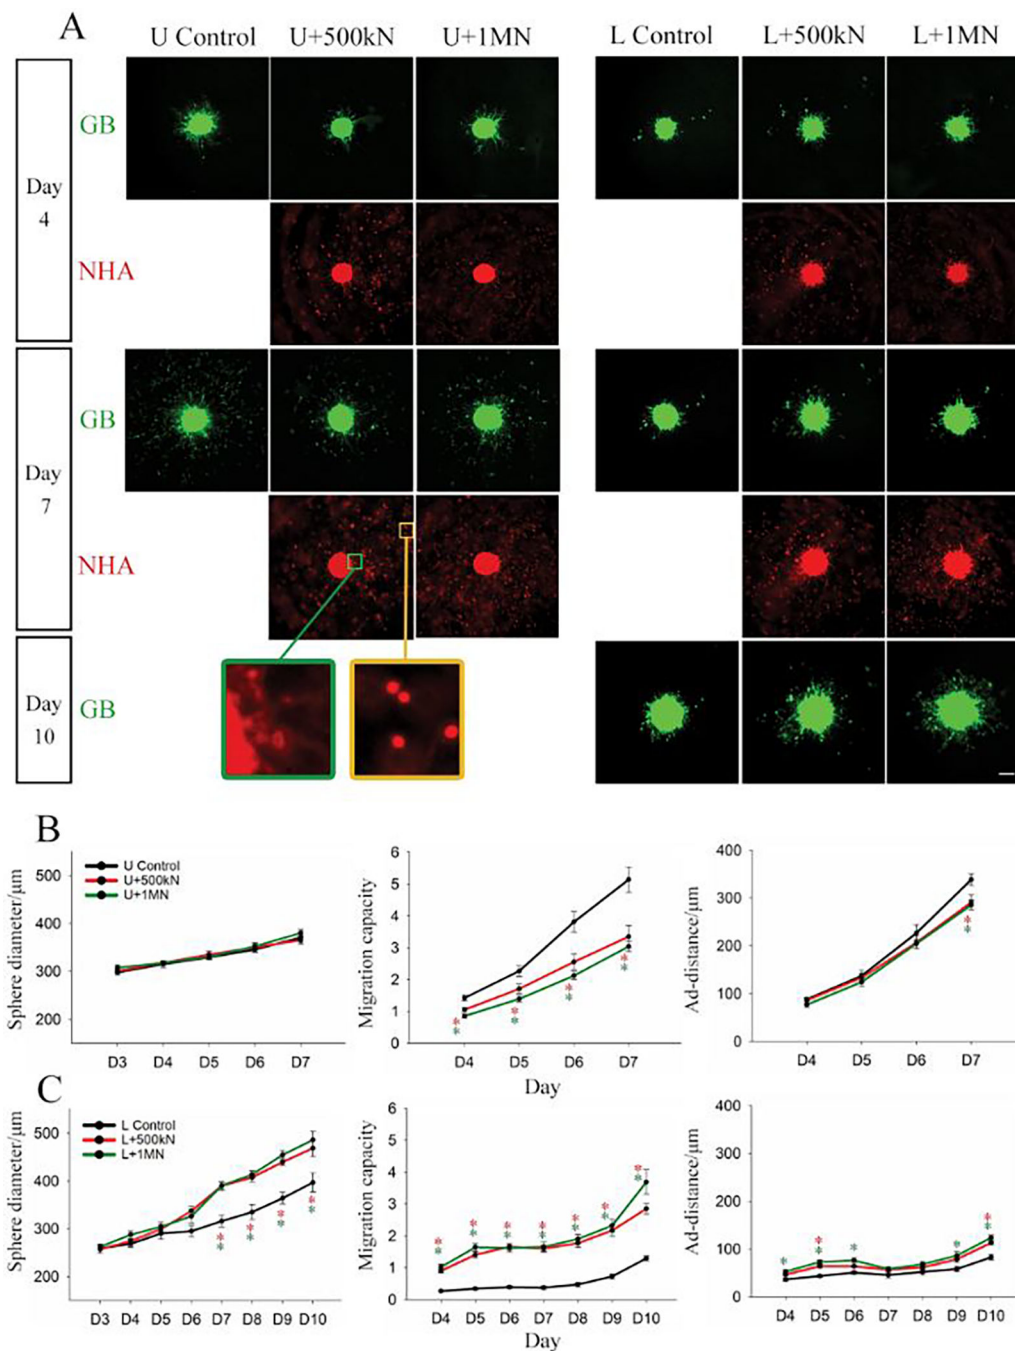 A
U Control U+500kN U+1MN L Control L+500kN L+1MN
Day
4
GB
NHA
Day
7
GB
NHA
Day
10
GB
B
Sphere diameter/μm
500
400
300
200
U Control
U+500kN
U+1MN
D3 D4 D5 D6 D7
Migration capacity
6
5
4
3
2
1
0
D4 D5 D6 D7
Day
Ad-distance/μm
400
300
200
100
0
D4 D5 D6 D7
C
Sphere diameter/μm
500
400
300
200
L Control
L+500kN
L+1MN
D3 D4 D5 D6 D7 D8 D9 D10
Migration capacity
6
5
4
3
2
1
0
D4 D5 D6 D7 D8 D9 D10
Day
Ad-distance/μm
400
300
200
100
0
D4 D5 D6 D7 D8 D9 D10